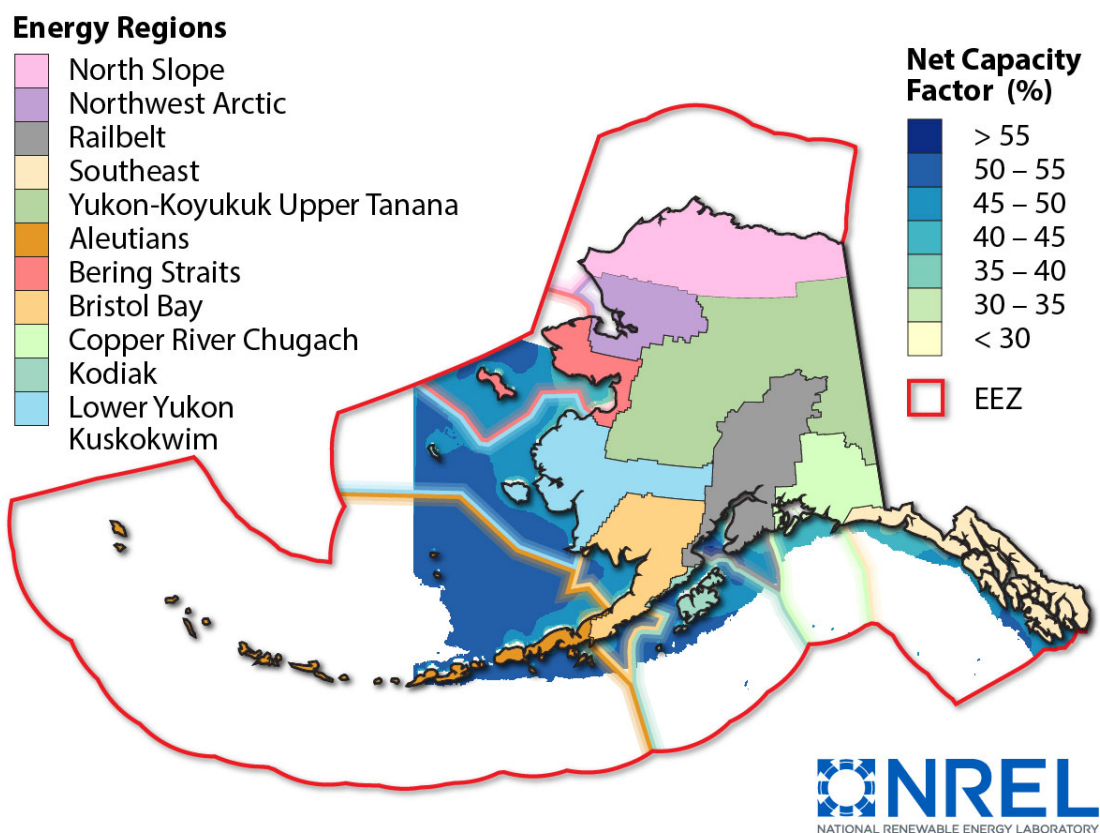 Energy Regions
North Slope
Northwest Arctic
Railbelt
Southeast
Yukon-Koyukuk Upper Tanana
Aleutians
Bering Straits
Bristol Bay
Copper River Chugach
Kodiak
Lower Yukon
Kuskokwim
Net Capacity
Factor (%)
> 55
50 – 55
45 – 50
40 – 45
35 – 40
30 – 35
< 30
EEZ
NREL
NATIONAL RENEWABLE ENERGY LABORATORY